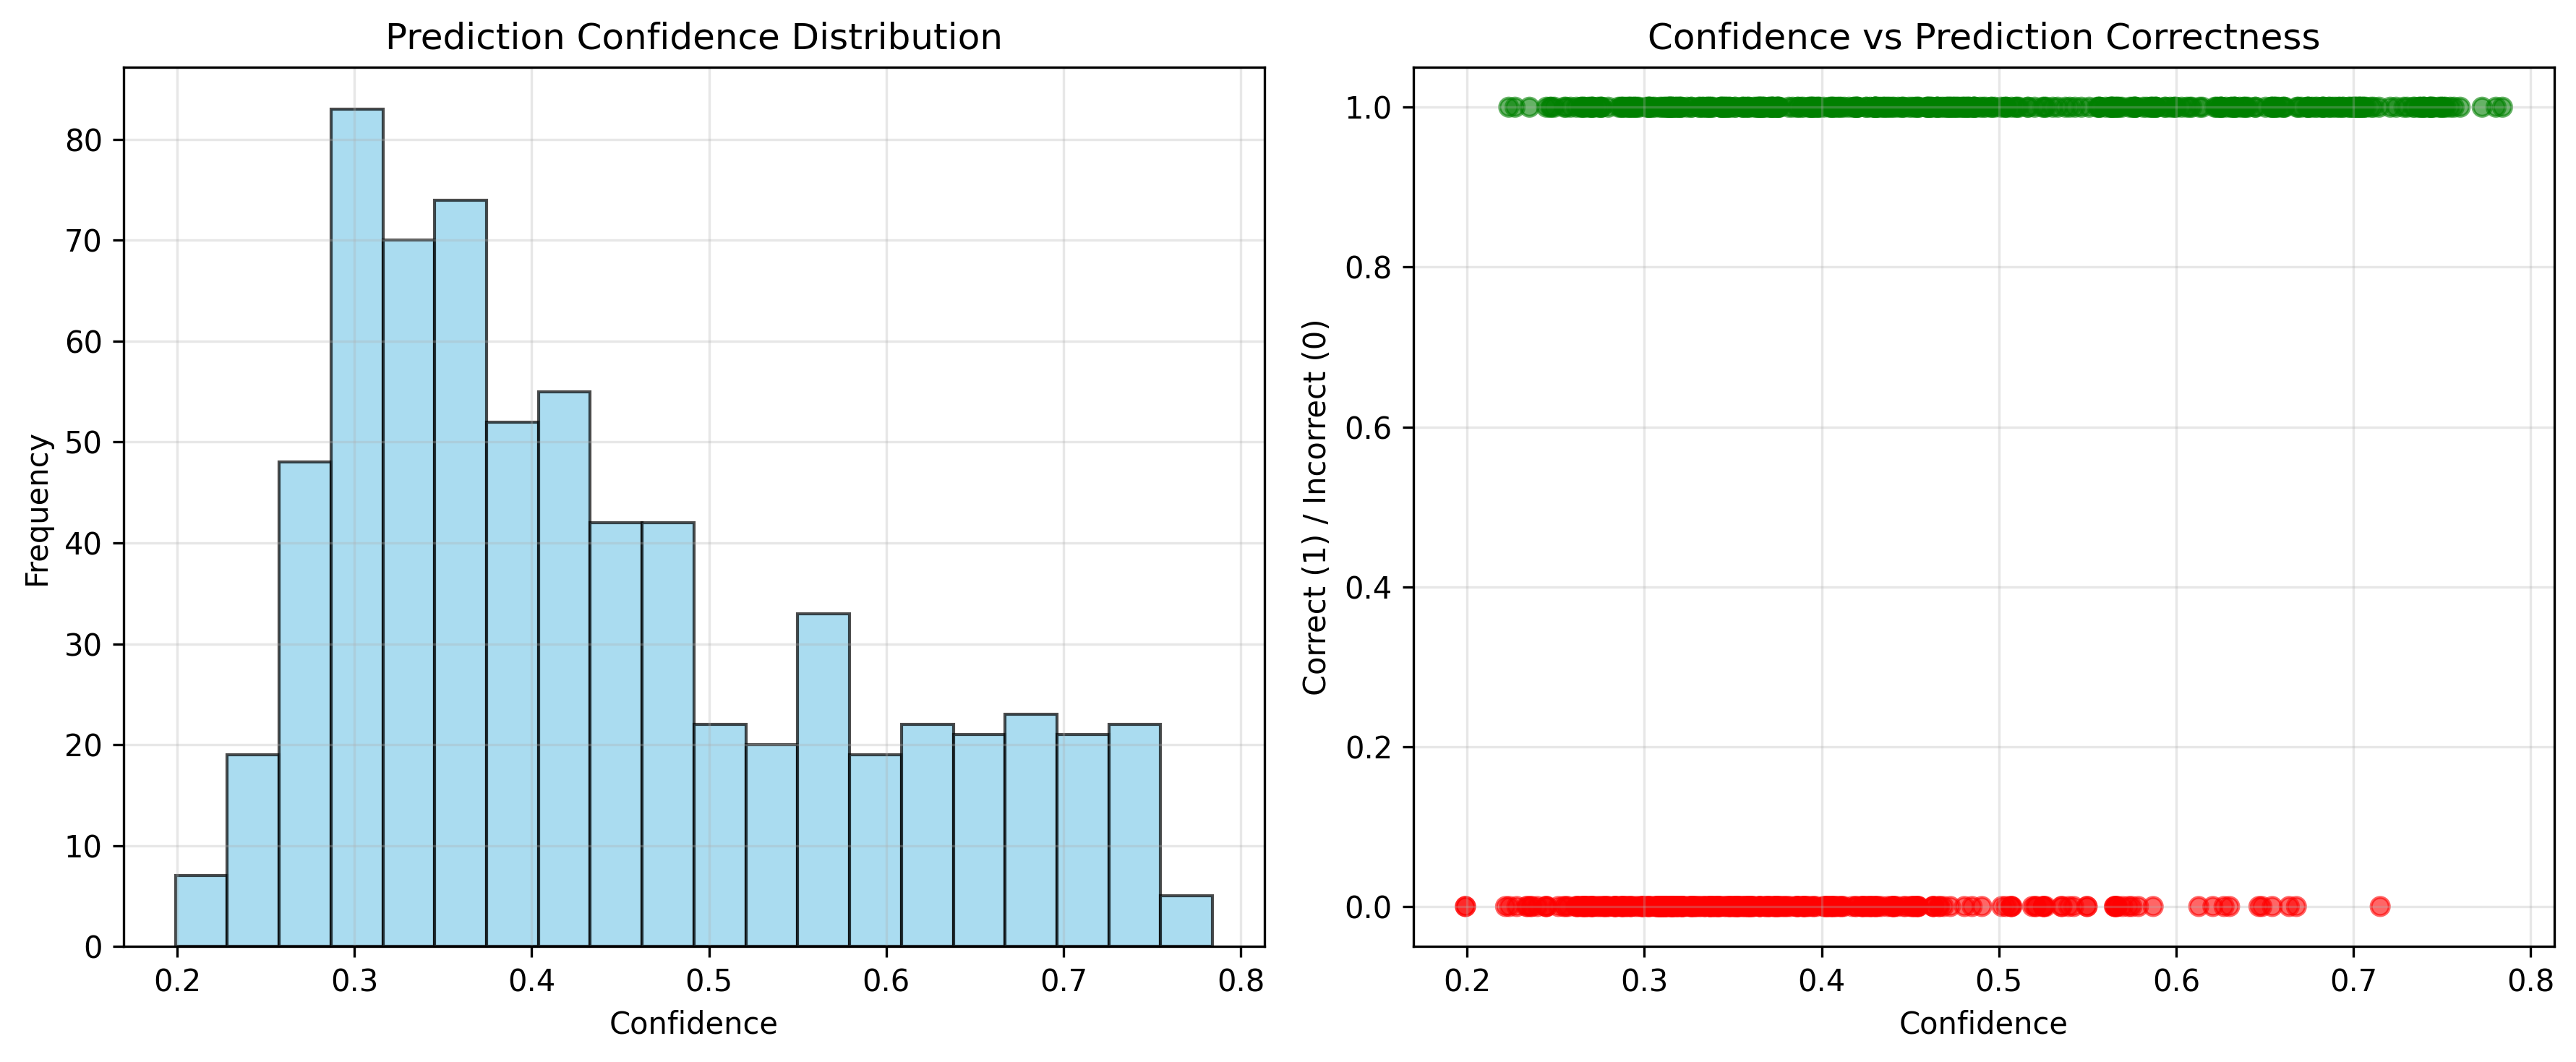 Prediction Confidence Distribution
80
70
60
50
40
30
20
10
0
Frequency
0.2 0.3 0.4 0.5 0.6 0.7 0.8
Confidence
Confidence vs Prediction Correctness
1.0
0.8
0.6
0.4
0.2
0.0
Correct (1) / Incorrect (0)
0.2 0.3 0.4 0.5 0.6 0.7 0.8
Confidence